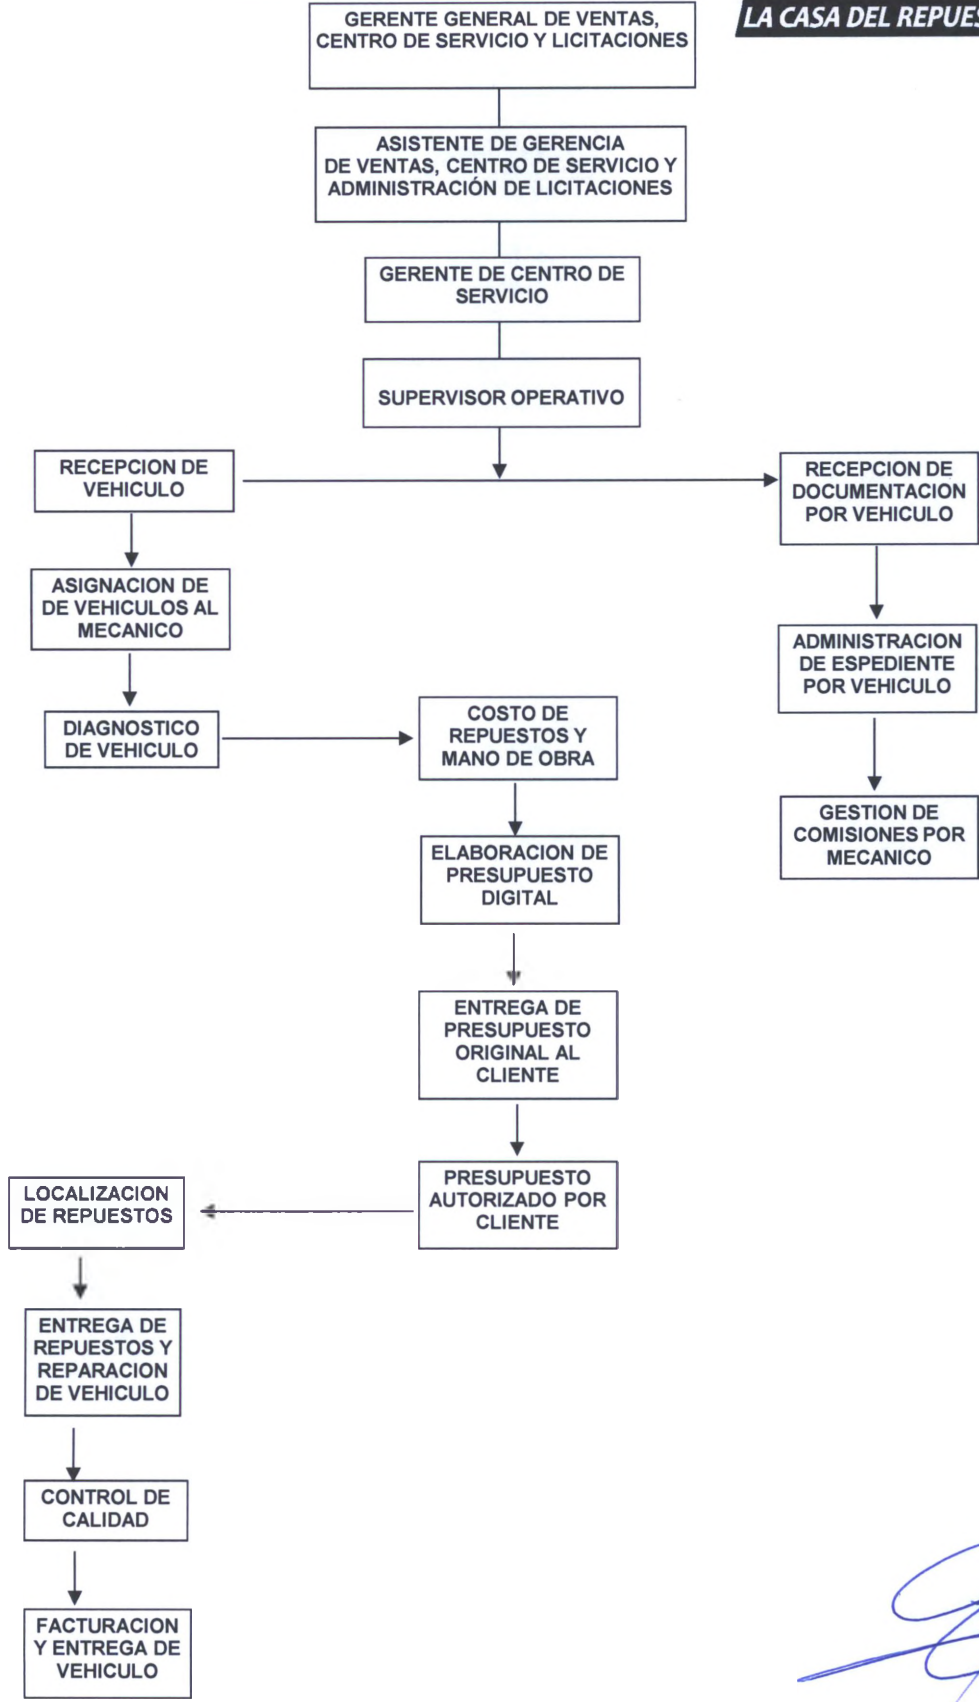 LA CASA DEL
GERENTE GENERAL DE VENTAS,
CENTRO DE SERVICIO Y LICITACIONES
ASISTENTE DE GERENCIA
DE VENTAS, CENTRO DE SERVICIO Y
ADMINISTRACIÓN DE LICITACIONES
GERENTE DE CENTRO DE
SERVICIO
SUPERVISOR OPERATIVO
RECEPCION DE
VEHICULO
RECEPCION DE
DOCUMENTACION
POR VEHICULO
ASIGNACION DE
DE VEHICULOS AL
MECANICO
ADMINISTRACION
DE ESPEDIENTE
POR VEHICULO
DIAGNOSTICO
DE VEHICULO
COSTO DE
REPUESTOS Y
MANO DE OBRA
GESTION DE
COMISIONES POR
MECANICO
ELABORACION DE
PRESUPUESTO
DIGITAL
ENTREGA DE
PRESUPUESTO
ORIGINAL AL
CLIENTE
PRESUPUESTO
AUTORIZADO POR
CLIENTE
LOCALIZACION
DE REPUESTOS
ENTREGA DE
REPUESTOS Y
REPARACION
DE VEHICULO
CONTROL DE
CALIDAD
FACTURACION
Y ENTREGA DE
VEHICULO